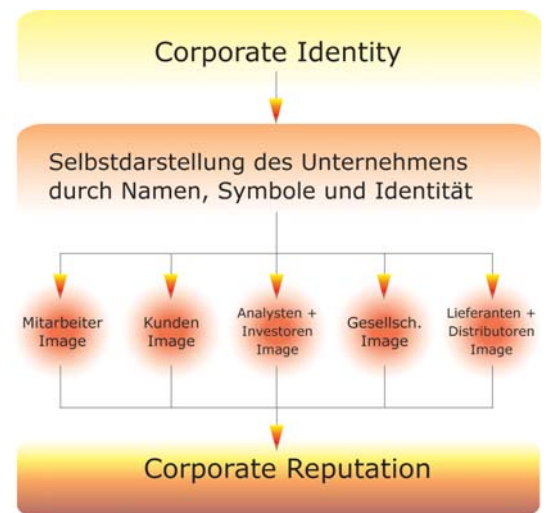 Corporate Identity
Selbstdarstellung des Unternehmens
durch Namen, Symbole und Identität
Mitarbeiter
Image
Kunden
Image
Analysten +
Investoren
Image
Gesellsch.
Image
Lieferanten +
Distributoren
Image
Corporate Reputation